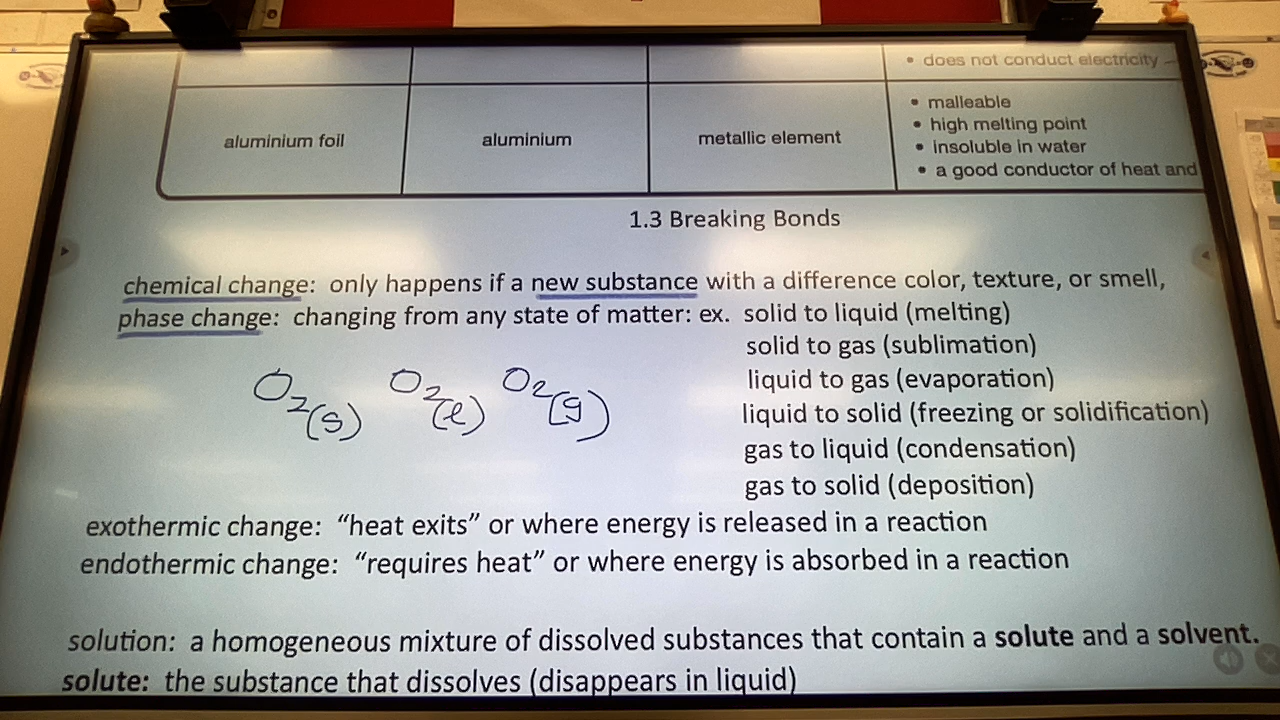 • does not conduct electricity
aluminium foil
aluminium
metallic element
• malleable
• high melting point
• insoluble in water
• a good conductor of heat and
1.3 Breaking Bonds
chemical change: only happens if a new substance with a difference color, texture, or smell,
phase change: changing from any state of matter: ex. solid to liquid (melting)
solid to gas (sublimation)
liquid to gas (evaporation)
liquid to solid (freezing or solidification)
gas to liquid (condensation)
gas to solid (deposition)
O2(s) O2(l) O2(g)
exothermic change: “heat exits” or where energy is released in a reaction
endothermic change: “requires heat” or where energy is absorbed in a reaction
solution: a homogeneous mixture of dissolved substances that contain a solute and a solvent.
solute: the substance that dissolves (disappears in liquid)